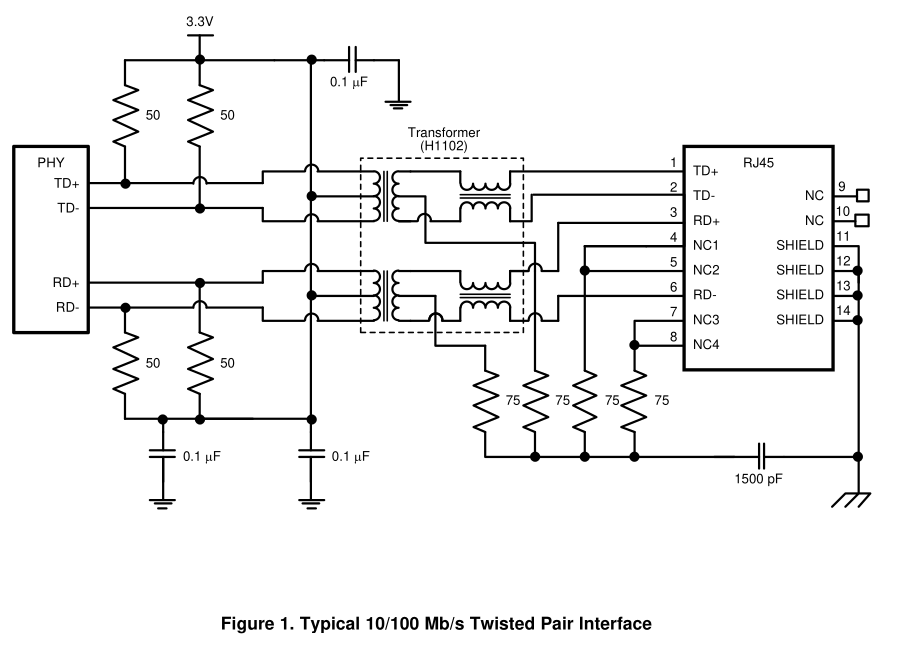 3.3V
0.1 µF
50
50
Transformer
(H1102)
PHY
TD+
TD-
RD+
RD-
RJ45
1
TD+
2
TD-
3
RD+
4
NC1
5
NC2
6
RD-
7
NC3
8
NC4
NC
9
NC
10
SHIELD
11
SHIELD
12
SHIELD
13
SHIELD
14
50
50
75
75
75
75
0.1 µF
0.1 µF
1500 pF
Figure 1. Typical 10/100 Mb/s Twisted Pair Interface